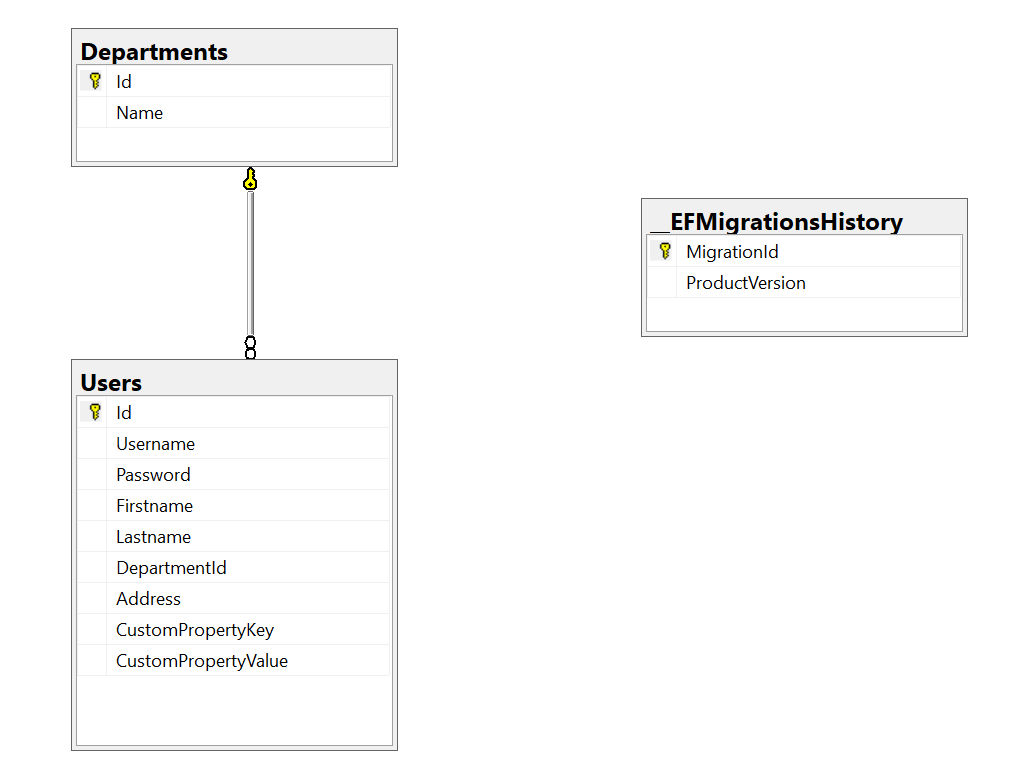 Departments
Id
Name
__EFMigrationsHistory
MigrationId
ProductVersion
Users
Id
Username
Password
Firstname
Lastname
DepartmentId
Address
CustomPropertyKey
CustomPropertyValue